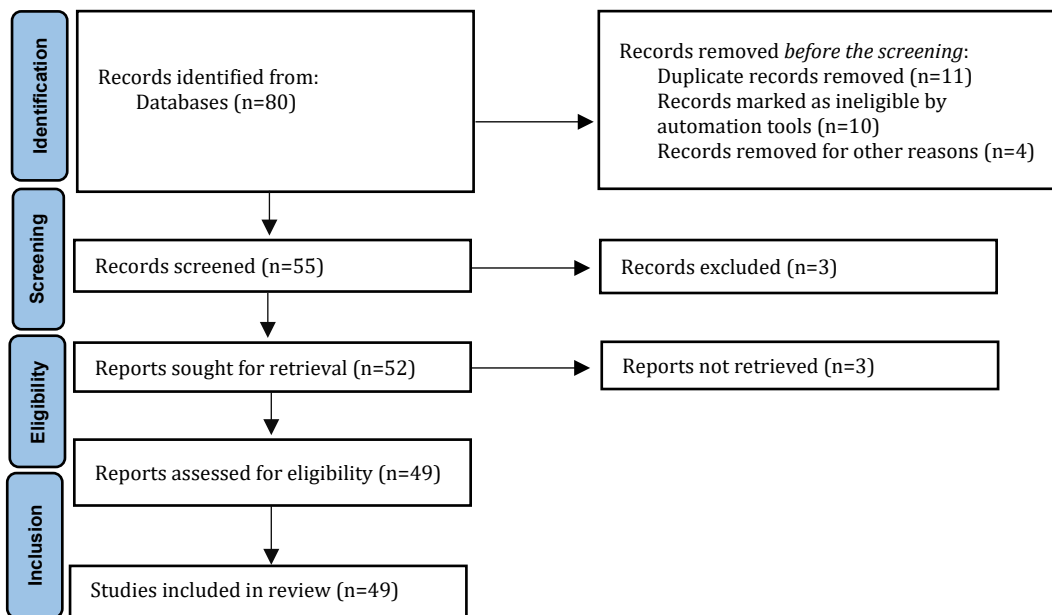 Identification
Records identified from:
Databases (n=80)
Records removed before the screening:
Duplicate records removed (n=11)
Records marked as ineligible by
automation tools (n=10)
Records removed for other reasons (n=4)
Screening
Records screened (n=55)
Records excluded (n=3)
Eligibility
Reports sought for retrieval (n=52)
Reports not retrieved (n=3)
Reports assessed for eligibility (n=49)
Inclusion
Studies included in review (n=49)